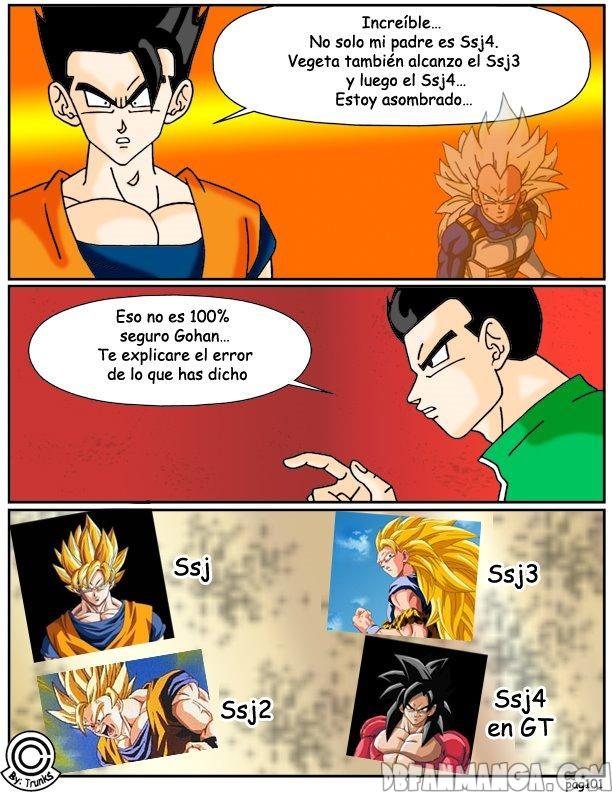 Increíble...
No solo mi padre es Ssj4.
Vegeta también alcanzo el Ssj3
y luego el Ssj4...
Estoy asombrado...
Eso no es 100%
seguro Gohan...
Te explicare el error
de lo que has dicho
Ssj
Ssj3
Ssj2
Ssj4
en GT
By: Trunks
pag101
DBFANMANGA.COM